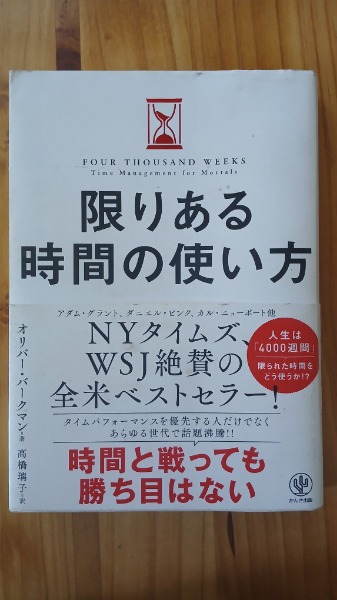 FOUR THOUSAND WEEKS
Time Management for Mortals
限りある
時間の使い方
アダム・グラント、ダニエル・ピンク、カル・ニューポート他
NYタイムズ、
WSJ絶賛の
全米ベストセラー!
タイムパフォーマンスを優先する人だけでなく
あらゆる世代で話題沸騰!!
時間と戦っても
勝ち目はない
人生は
「4000週間」
限られた時間を
どう使うか!?
オリバー・バークマン・著
高橋璃子・訳
かんき出版